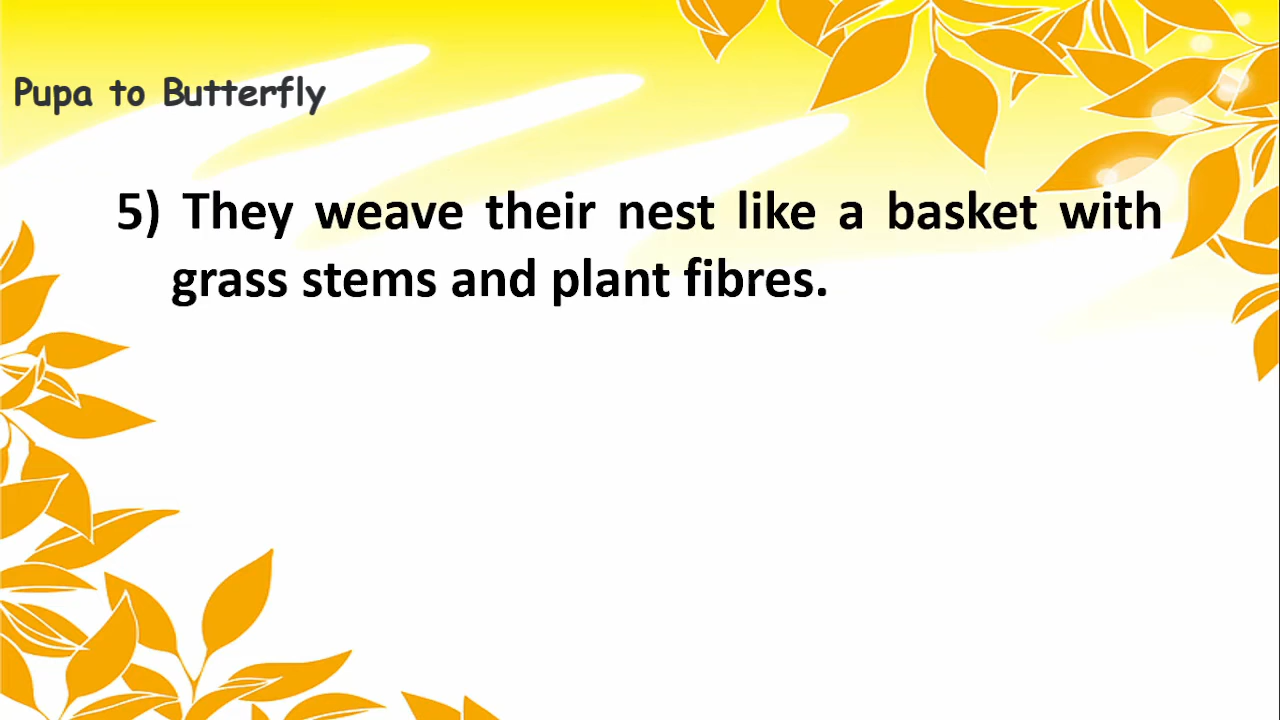 Pupa to Butterfly
5) They weave their nest like a basket with
grass stems and plant fibres.